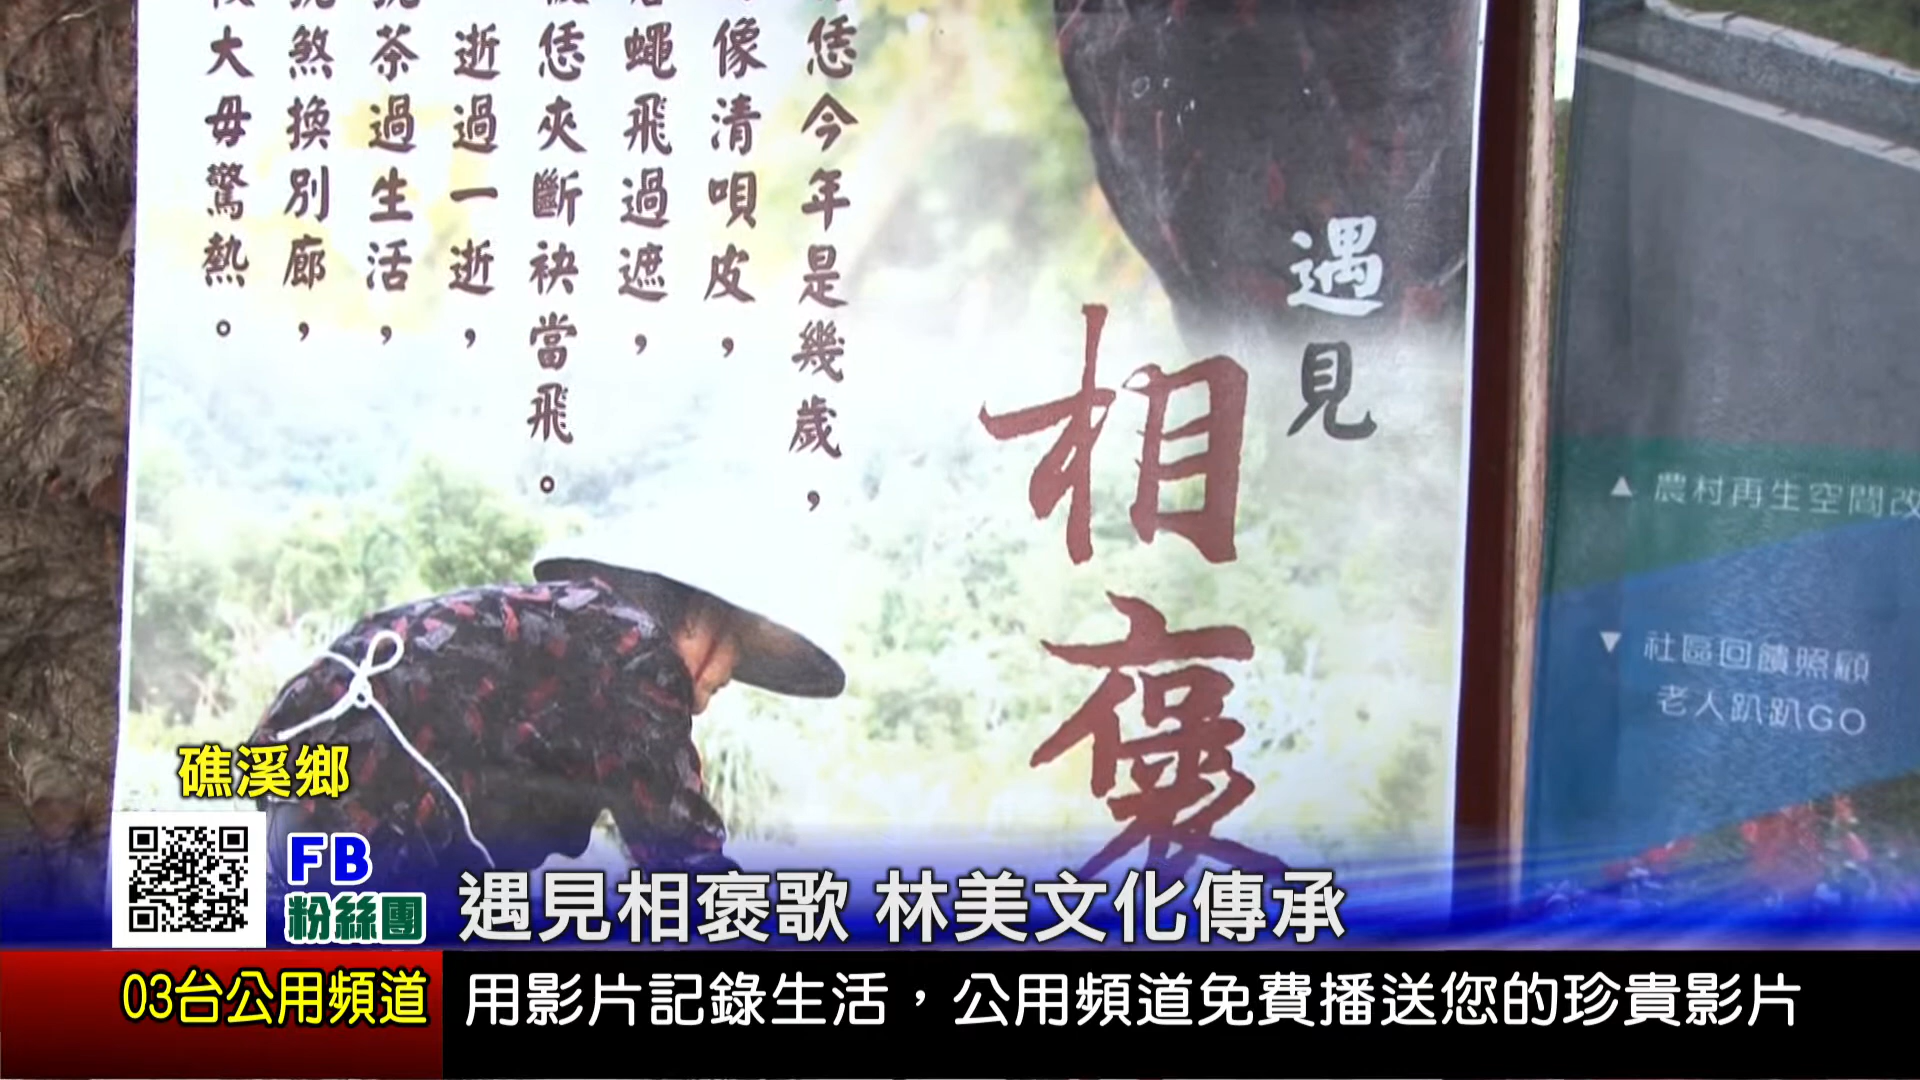 遇見
相褒
恁今年是幾歲，
像清唄皮，
蠅飛過遮，
恁夾斷袂當飛。
逝過一逝，
茶過生活，
煞換別廊，
大毋驚熱。
▲ 農村再生空間改
▼ 社區回饋照顧
老人趴趴GO
礁溪鄉
FB
粉絲團
遇見相褒歌 林美文化傳承
03台公用頻道
用影片記錄生活，公用頻道免費播送您的珍貴影片